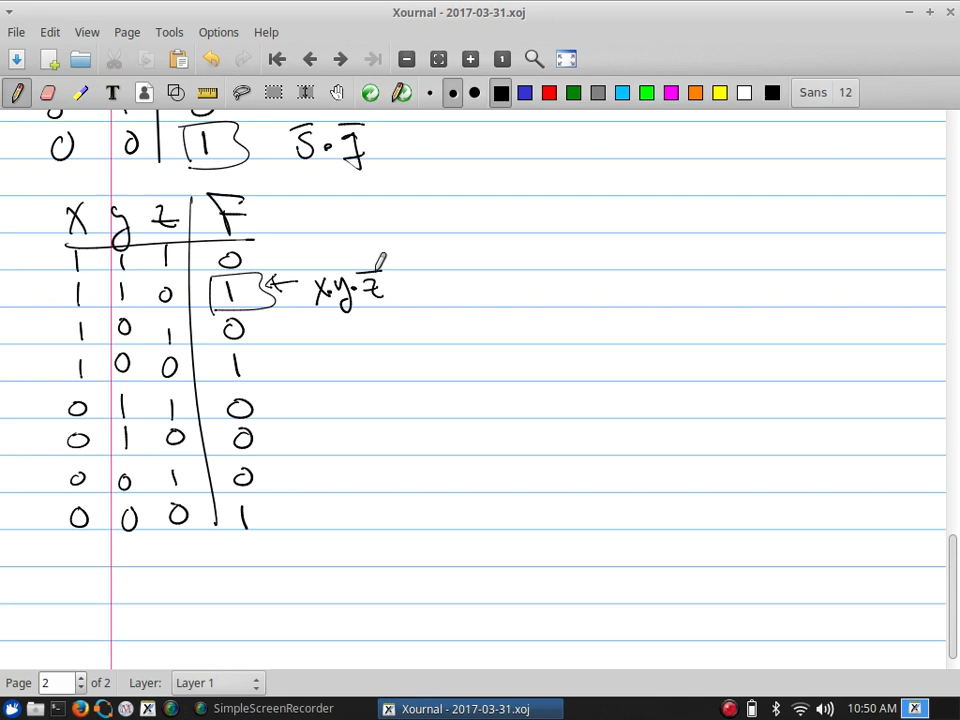 Xournal - 2017-03-31.xoj
File Edit View Page Tools Options Help
T 1 Sans 12
0 0 1 s̅·j̅
x y z F
1 1 1 0
1 1 0 1 ← x·y·z̅
1 0 1 0
1 0 0 1
0 1 1 0
0 1 0 0
0 0 1 0
0 0 0 1
Page 2 of 2 Layer: Layer 1
SimpleScreenRecorder Xournal - 2017-03-31.xoj 10:50 AM